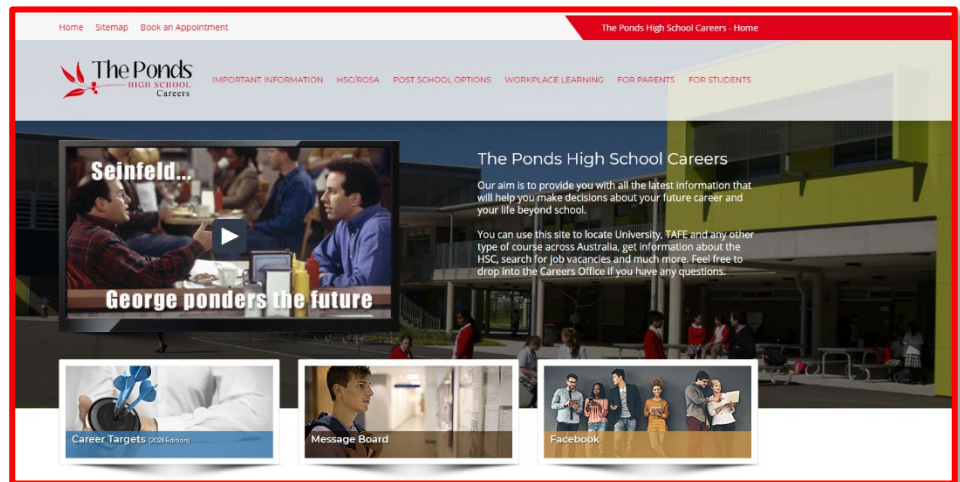 Home Sitemap Book an Appointment
The Ponds High School Careers - Home
The Ponds
HIGH SCHOOL
Careers
IMPORTANT INFORMATION HSC/ROSA POST SCHOOL OPTIONS WORKPLACE LEARNING FOR PARENTS FOR STUDENTS
Seinfeld...
George ponders the future
The Ponds High School Careers
Our aim is to provide you with all the latest information that
will help you make decisions about your future career and
your life beyond school.
You can use this site to locate University, TAFE and any other
type of course across Australia, get information about the
HSC, search for job vacancies and much more. Feel free to
drop into the Careers Office if you have any questions.
Career Targets (2021 Edition)
Message Board
Facebook